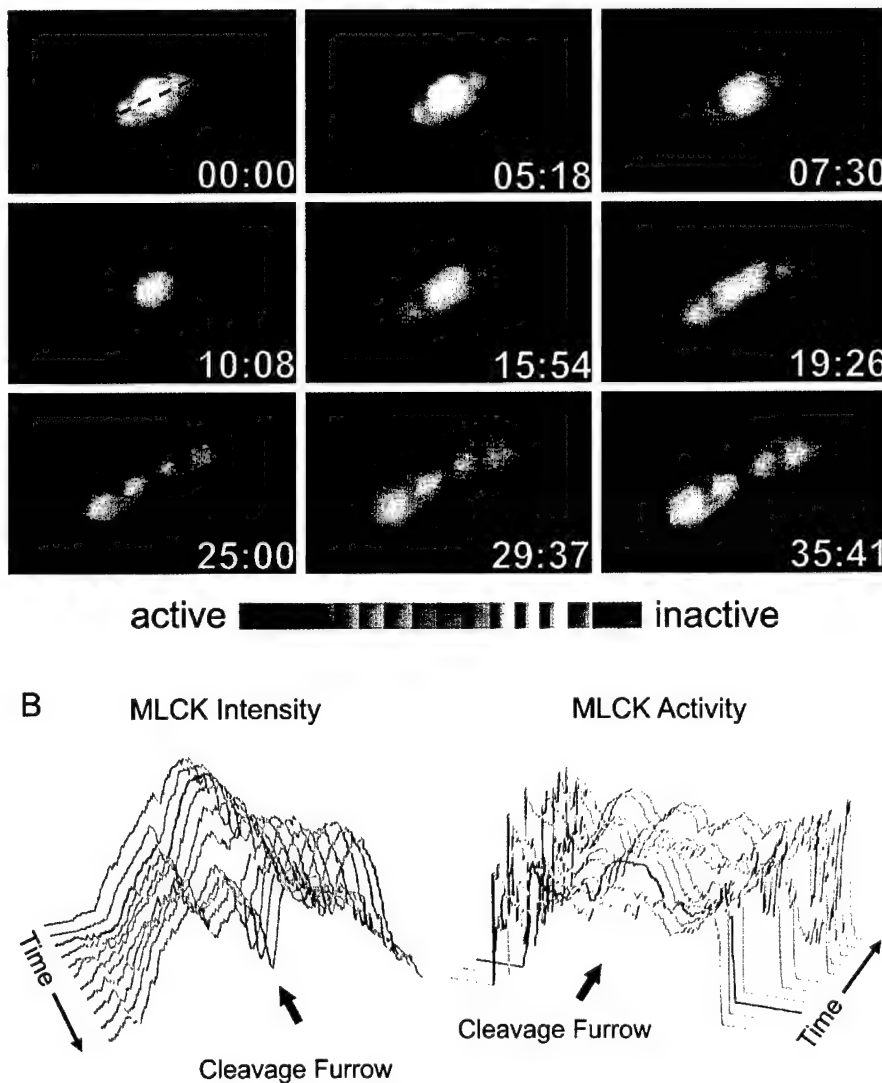 00:00 05:18 07:30
10:08 15:54 19:26
25:00 29:37 35:41
active inactive
B MLCK Intensity MLCK Activity
Time
Cleavage Furrow
Cleavage Furrow
Time